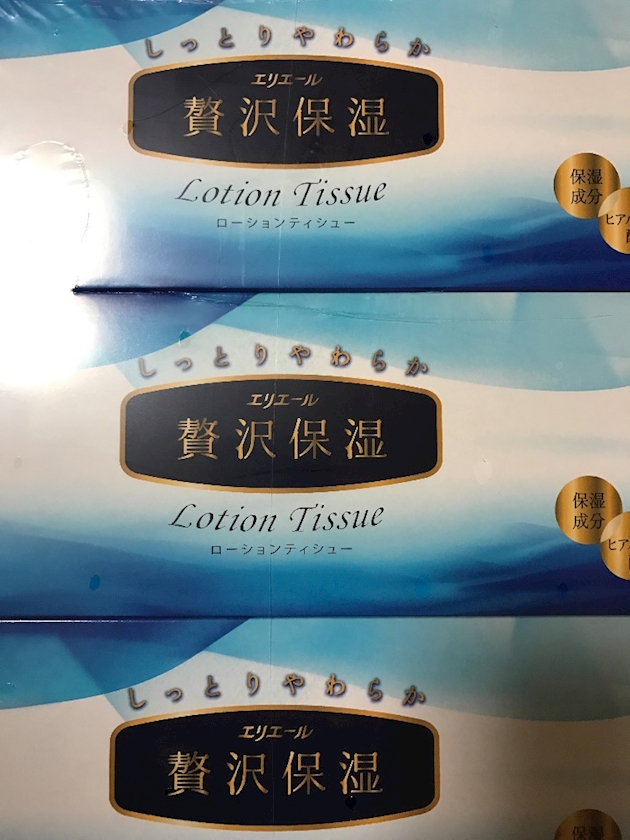 しっとりやわらか
エリエール
贅沢保湿
Lotion Tissue
ローションティシュー
保湿
成分
しっとりやわらか
エリエール
贅沢保湿
Lotion Tissue
ローションティシュー
保湿
成分
ヒア
しっとりやわらか
エリエール
贅沢保湿
保湿